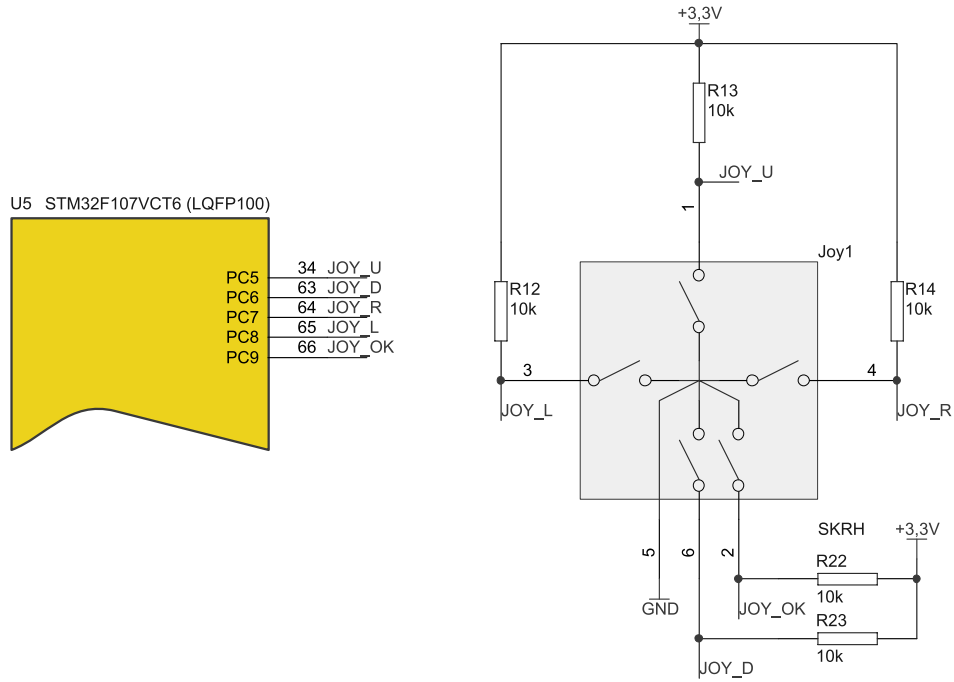 +3,3V
R13
10k
JOY_U
1
U5 STM32F107VCT6 (LQFP100)
Joy1
PC5 34 JOY_U
PC6 63 JOY_D
PC7 64 JOY_R
PC8 65 JOY_L
PC9 66 JOY_OK
R12
10k
R14
10k
3
4
JOY_L
JOY_R
SKRH
+3,3V
5
6
2
R22
10k
GND
JOY_OK
R23
10k
JOY_D